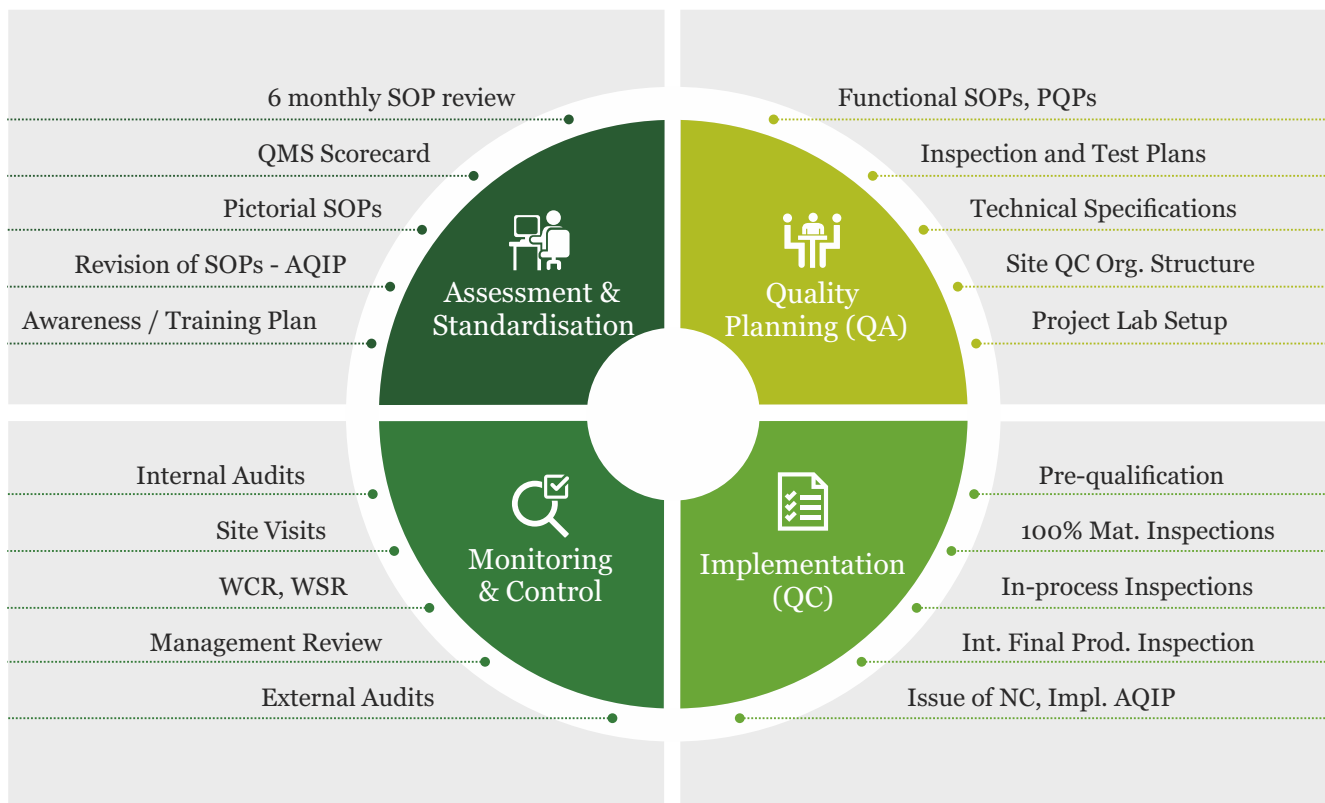 6 monthly SOP review
QMS Scorecard
Pictorial SOPs
Revision of SOPs - AQIP
Awareness / Training Plan
Assessment &
Standardisation
Functional SOPs, PQPs
Inspection and Test Plans
Technical Specifications
Site QC Org. Structure
Project Lab Setup
Quality
Planning (QA)
Internal Audits
Site Visits
WCR, WSR
Management Review
External Audits
Monitoring
& Control
Pre-qualification
100% Mat. Inspections
In-process Inspections
Int. Final Prod. Inspection
Issue of NC, Impl. AQIP
Implementation
(QC)